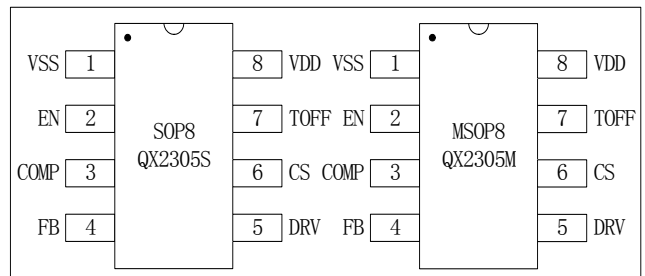 VSS 1 8 VDD VSS 1 8 VDD
EN 2 7 TOFF EN 2 7 TOFF
SOP8 MSOP8
QX2305S QX2305M
COMP 3 6 CS COMP 3 6 CS
FB 4 5 DRV FB 4 5 DRV